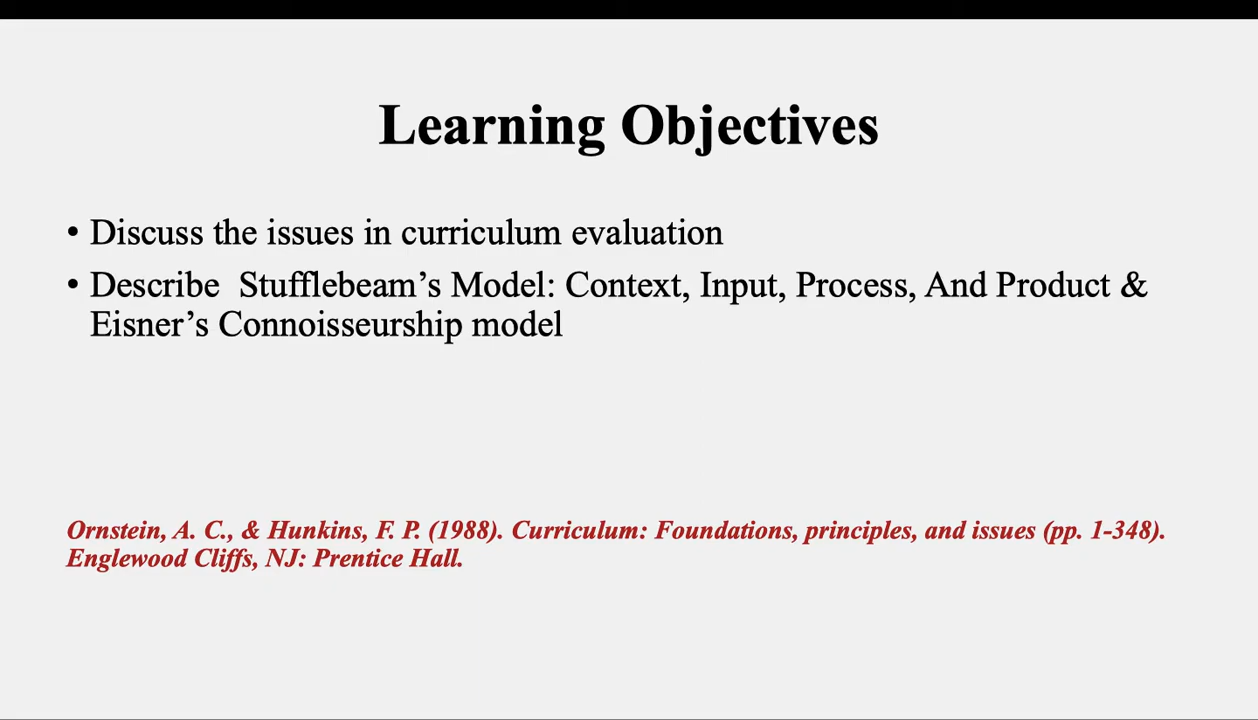 Learning Objectives
• Discuss the issues in curriculum evaluation
• Describe  Stufflebeam’s Model: Context, Input, Process, And Product &
Eisner’s Connoisseurship model
Ornstein, A. C., & Hunkins, F. P. (1988). Curriculum: Foundations, principles, and issues (pp. 1-348).
Englewood Cliffs, NJ: Prentice Hall.